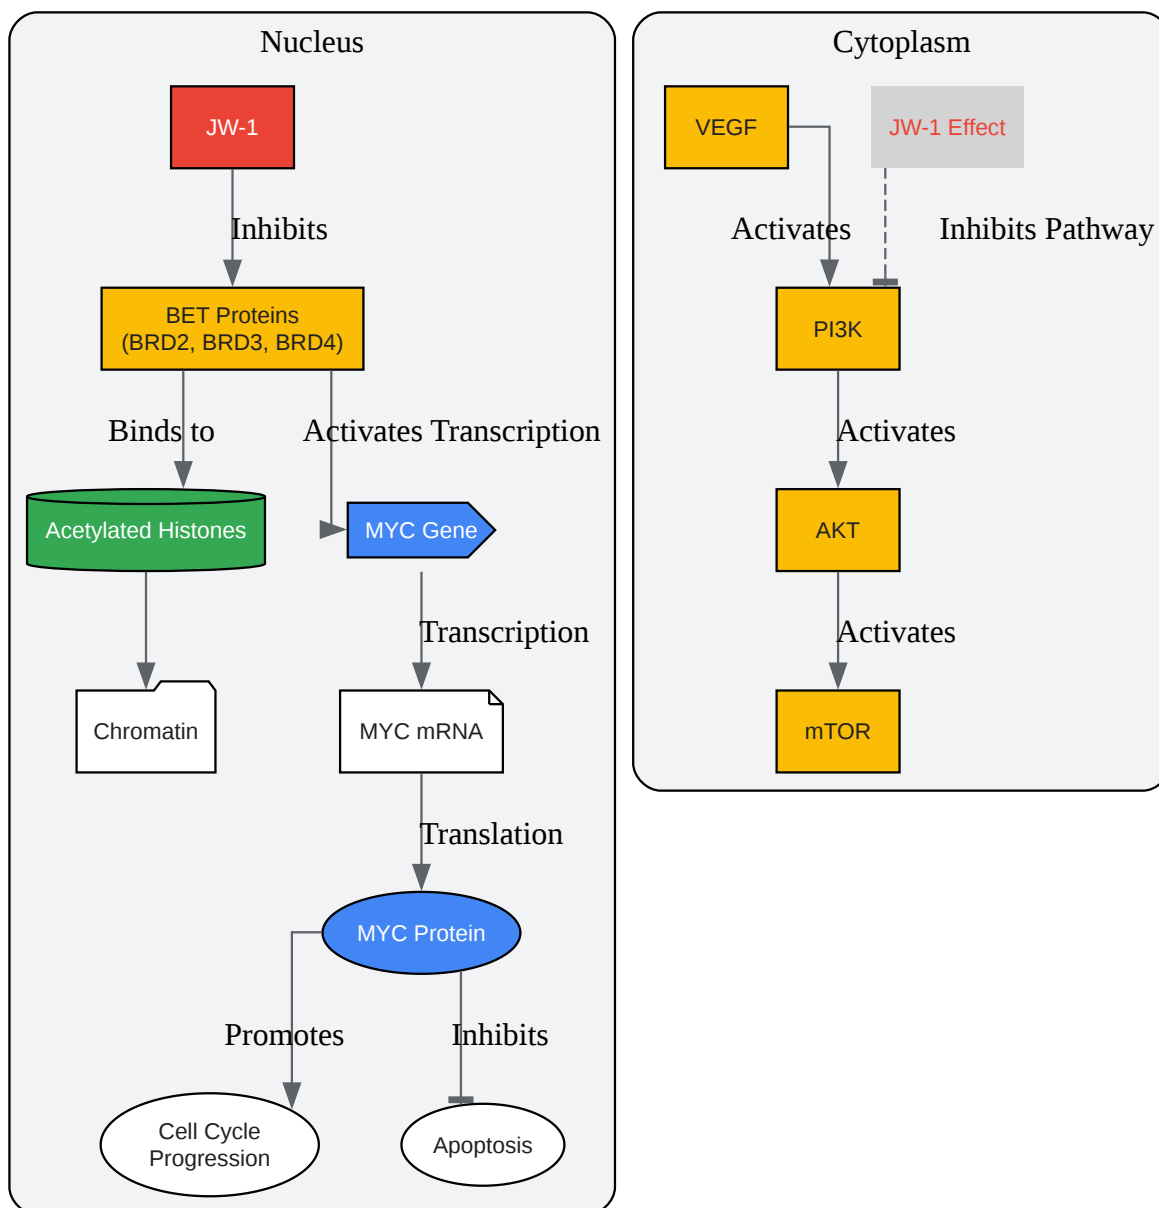 Nucleus
JW-1
Inhibits
BET Proteins
(BRD2, BRD3, BRD4)
Binds to
Activates Transcription
Acetylated Histones
MYC Gene
Transcription
Chromatin
MYC mRNA
Translation
MYC Protein
Promotes
Inhibits
Cell Cycle
Progression
Apoptosis
Cytoplasm
VEGF
JW-1 Effect
Activates
Inhibits Pathway
PI3K
Activates
AKT
Activates
mTOR